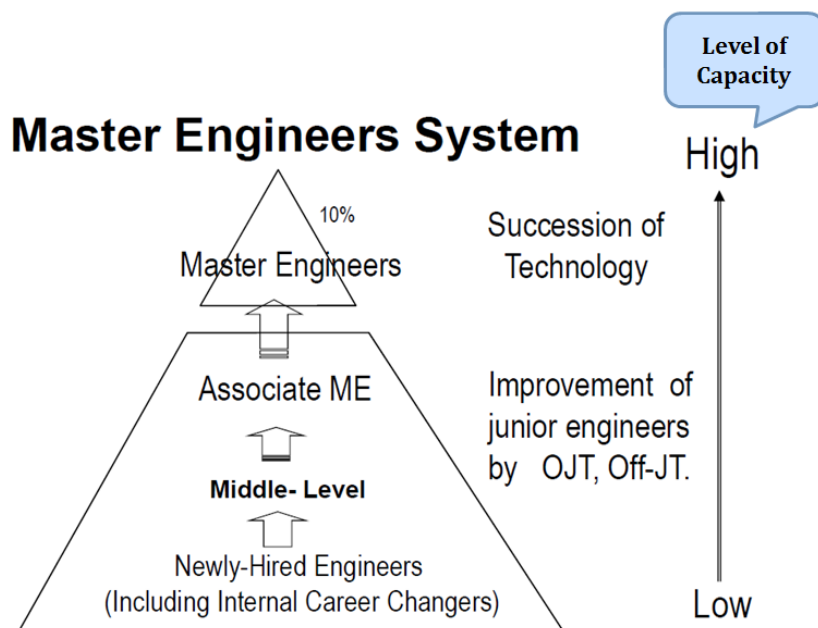 Level of
Capacity
Master Engineers System
High
10%
Master Engineers
Succession of
Technology
Associate ME
Improvement of
junior engineers
by OJT, Off-JT.
Middle- Level
Newly-Hired Engineers
(Including Internal Career Changers)
Low